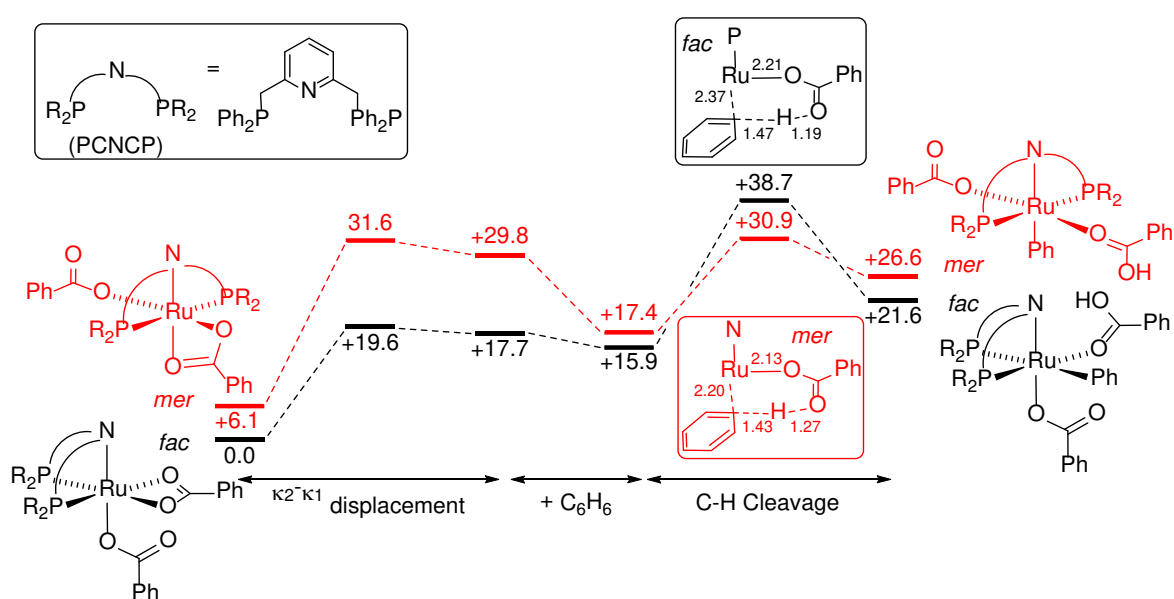 N
R2P
PR2
(PCNCP)
=
N
Ph2P
Ph2P
fac
P
Ru
2.21
O
Ph
2.37
H
O
1.47
1.19
+38.7
31.6
+29.8
+30.9
+26.6
+17.4
+21.6
+19.6
+17.7
+15.9
+6.1
0.0
O
Ph
O
N
PR2
Ru
R2P
O
O
Ph
mer
fac
N
R2P
R2P
Ru
O
O
Ph
O
O
Ph
N
mer
Ru
2.13
O
Ph
2.20
H
O
1.43
1.27
O
Ph
O
N
PR2
R2P
Ru
Ph
O
Ph
OH
mer
fac
N
HO
Ph
O
R2P
R2P
Ru
Ph
O
O
Ph
κ2-κ1
displacement
+ C6H6
C-H Cleavage